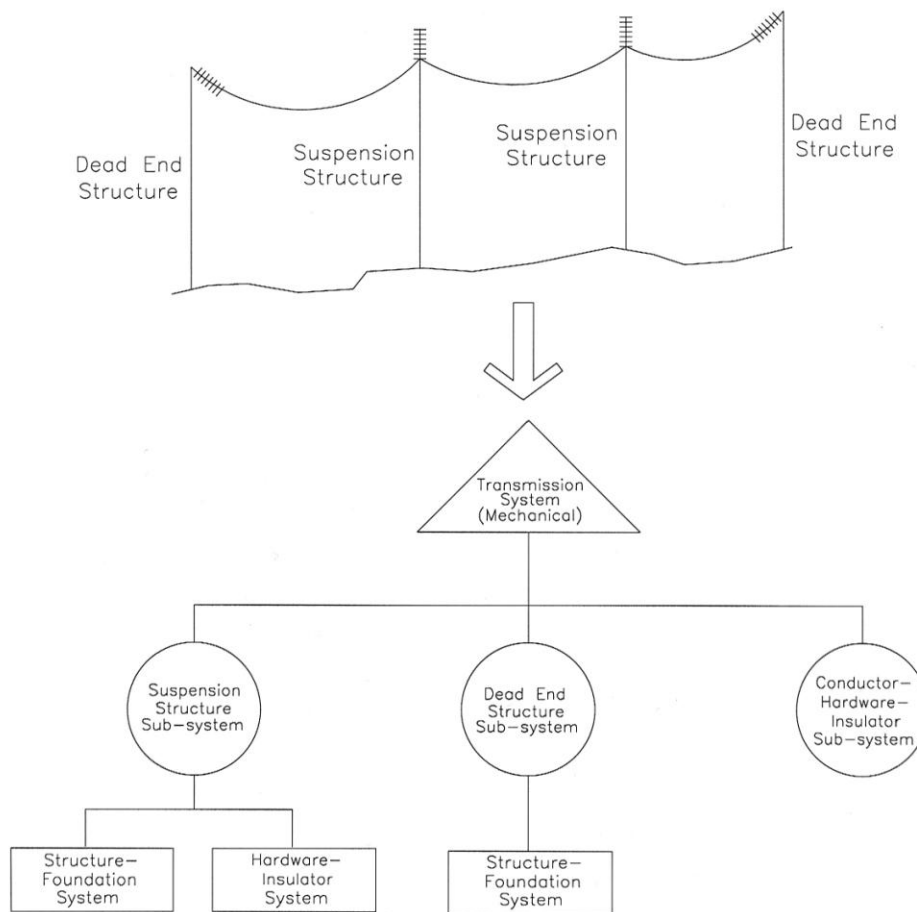 Dead End
Structure
Suspension
Structure
Suspension
Structure
Dead End
Structure
Transmission
System
(Mechanical)
Suspension
Structure
Sub-system
Dead End
Structure
Sub-system
Conductor-
Hardware-
Insulator
Sub-system
Structure-
Foundation
System
Hardware-
Insulator
System
Structure-
Foundation
System